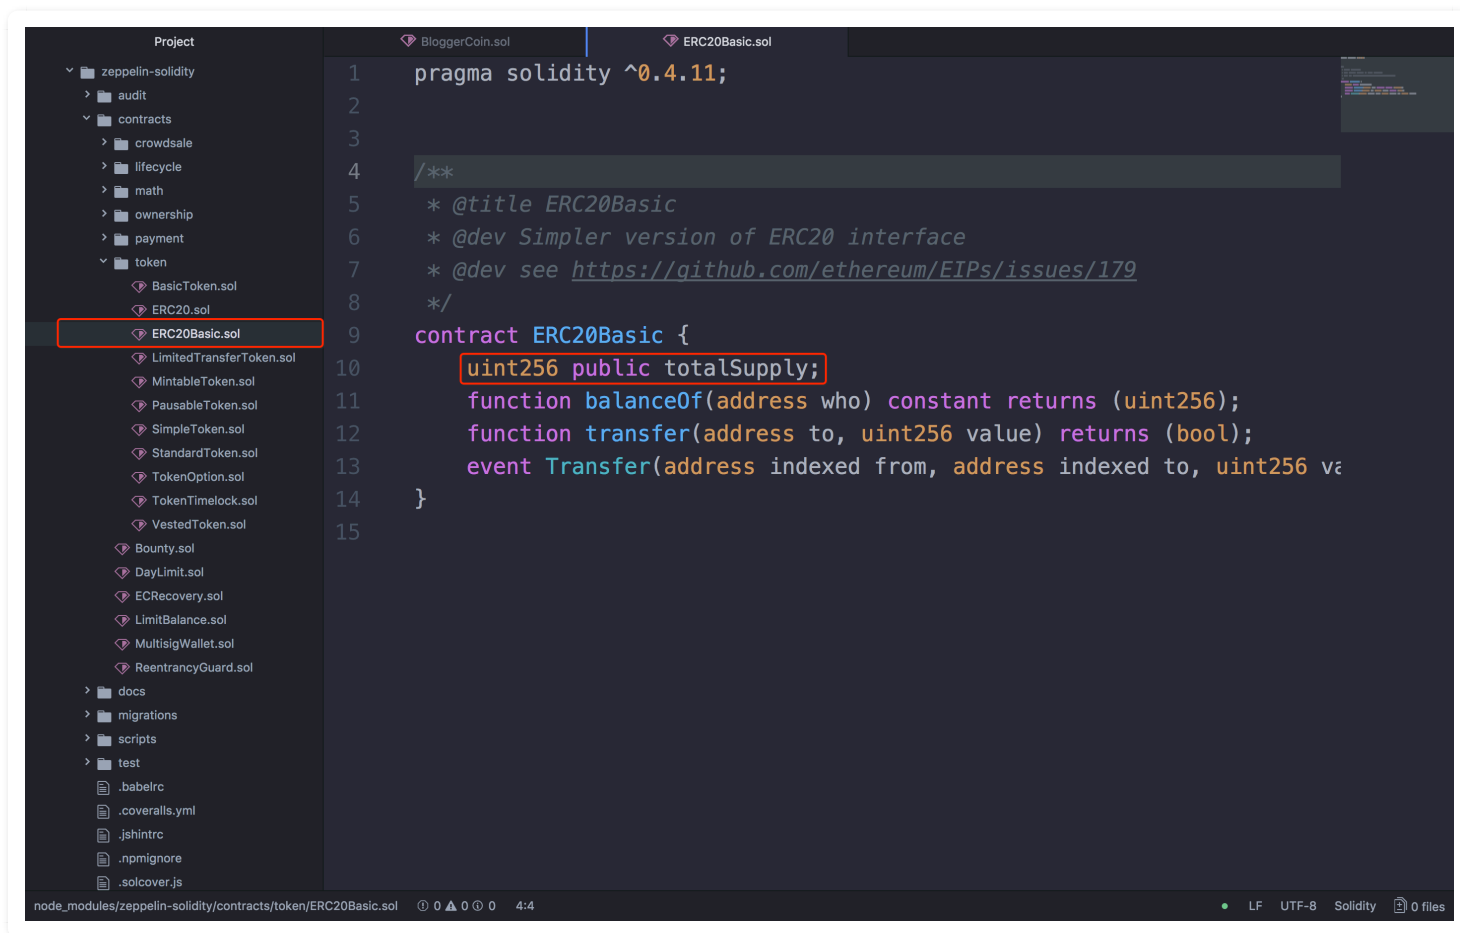 Project
zeppelin-solidity
audit
contracts
crowdsale
lifecycle
math
ownership
payment
token
BasicToken.sol
ERC20.sol
ERC20Basic.sol
LimitedTransferToken.sol
MintableToken.sol
PausableToken.sol
SimpleToken.sol
StandardToken.sol
TokenOption.sol
TokenTimelock.sol
VestedToken.sol
Bounty.sol
DayLimit.sol
ECRecovery.sol
LimitBalance.sol
MultisigWallet.sol
ReentrancyGuard.sol
docs
migrations
scripts
test
.babelrc
.coveralls.yml
.jshintrc
.npmignore
.solcover.js
BloggerCoin.sol
ERC20Basic.sol
1 pragma solidity ^0.4.11;
2
3
4 /**
5 * @title ERC20Basic
6 * @dev Simpler version of ERC20 interface
7 * @dev see https://github.com/ethereum/EIPs/issues/179
8 */
9 contract ERC20Basic {
10 uint256 public totalSupply;
11 function balanceOf(address who) constant returns (uint256);
12 function transfer(address to, uint256 value) returns (bool);
13 event Transfer(address indexed from, address indexed to, uint256 va
14 }
15
node_modules/zeppelin-solidity/contracts/token/ERC20Basic.sol 0 0 0 4:4 LF UTF-8 Solidity 0 files